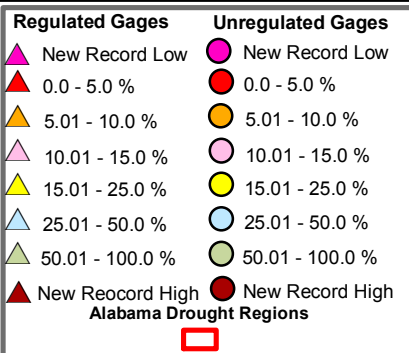 Regulated Gages Unregulated Gages
New Record Low New Record Low
0.0 - 5.0 % 0.0 - 5.0 %
5.01 - 10.0 % 5.01 - 10.0 %
10.01 - 15.0 % 10.01 - 15.0 %
15.01 - 25.0 % 15.01 - 25.0 %
25.01 - 50.0 % 25.01 - 50.0 %
50.01 - 100.0 % 50.01 - 100.0 %
New Reocord High New Record High
Alabama Drought Regions